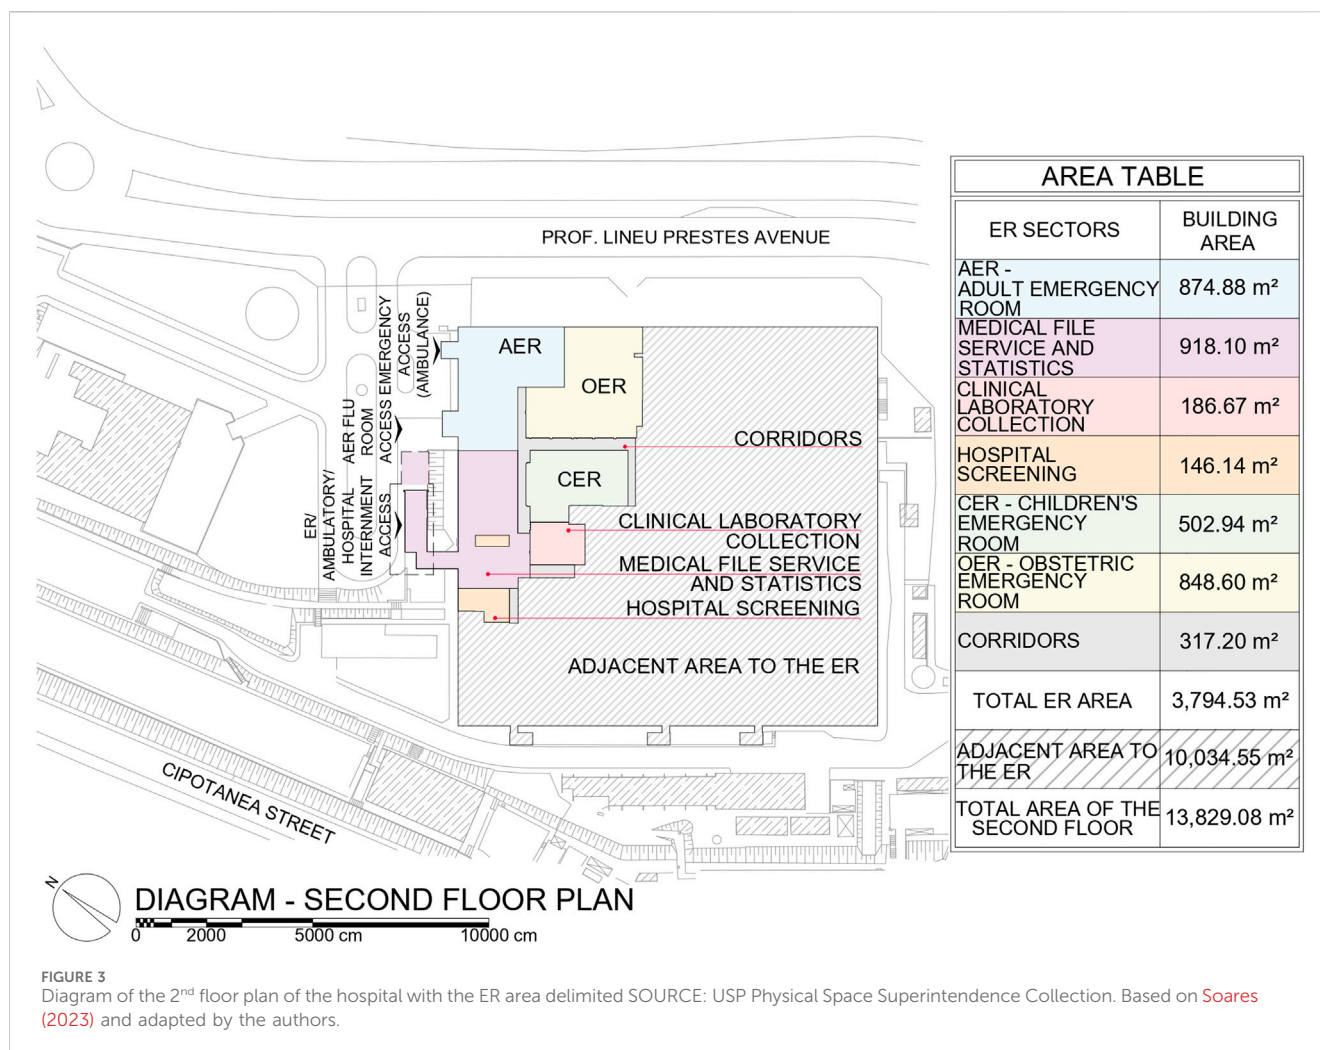 PROF. LINEU PRESTES AVENUE
EMERGENCY
ACCESS
(AMBULANCE)
AER FLU
ROOM
ACCESS
ER/
AMBULATORY/
HOSPITAL
INTERNMENT
ACCESS
AER
OER
CORRIDORS
CER
CLINICAL LABORATORY
COLLECTION
MEDICAL FILE SERVICE
AND STATISTICS
HOSPITAL SCREENING
ADJACENT AREA TO THE ER
CIPOTANEA STREET
AREA TABLE
ER SECTORS
BUILDING
AREA
AER -
ADULT EMERGENCY
ROOM
874.88 m²
MEDICAL FILE
SERVICE AND
STATISTICS
918.10 m²
CLINICAL
LABORATORY
COLLECTION
186.67 m²
HOSPITAL
SCREENING
146.14 m²
CER - CHILDREN'S
EMERGENCY
ROOM
502.94 m²
OER - OBSTETRIC
EMERGENCY
ROOM
848.60 m²
CORRIDORS
317.20 m²
TOTAL ER AREA
3,794.53 m²
ADJACENT AREA TO
THE ER
10,034.55 m²
TOTAL AREA OF THE
SECOND FLOOR
13,829.08 m²
N
DIAGRAM - SECOND FLOOR PLAN
0 2000 5000 cm 10000 cm
FIGURE 3
Diagram of the 2nd floor plan of the hospital with the ER area delimited SOURCE: USP Physical Space Superintendence Collection. Based on Soares
(2023) and adapted by the authors.